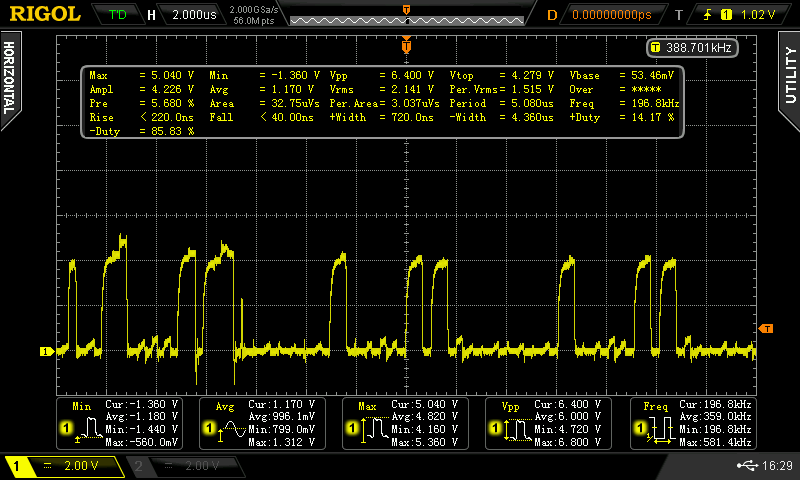 RIGOL T'D H 2.000us 2.000GSa/s 56.0M pts D 0.00000000ps T 1 1.02 V
HORIZONTAL
UTILITY
T 388.701kHz
Max = 5.040 V Min = -1.360 V Vpp = 6.400 V Vtop = 4.279 V Vbase = 53.46mV
Ampl = 4.226 V Avg = 1.170 V Vrms = 2.141 V Per.Vrms= 1.515 V Over = *****
Pre = 5.680 % Area = 32.75uVs Per.Area= 3.037uVs Period = 5.080us Freq = 196.8kHz
Rise < 220.0ns Fall < 40.00ns +Width = 720.0ns -Width = 4.360us +Duty = 14.17 %
-Duty = 85.83 %
T
1
T
Min
1
Cur:-1.360 V
Avg:-1.180 V
Min:-1.440 V
Max:-560.0mV
Avg
1
Cur:1.170 V
Avg:996.1mV
Min:799.0mV
Max:1.312 V
Max
1
Cur:5.040 V
Avg:4.820 V
Min:4.160 V
Max:5.360 V
Vpp
1
Cur:6.400 V
Avg:6.000 V
Min:4.720 V
Max:6.800 V
Freq
1
Cur:196.8kHz
Avg:359.0kHz
Min:196.8kHz
Max:581.4kHz
1 2.00 V 2 2.00 V 16:29